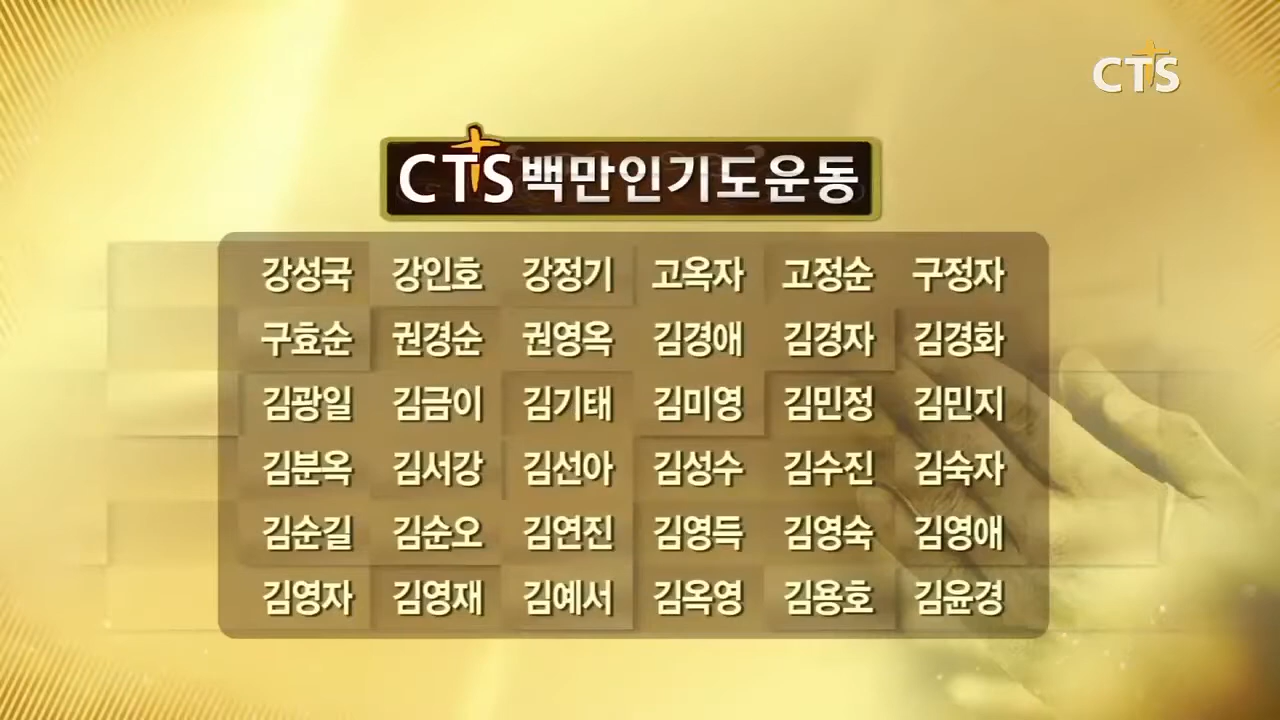 CTS
CTS백만인기도운동
강성국 강인호 강정기 고옥자 고정순 구정자
구효순 권경순 권영옥 김경애 김경자 김경화
김광일 김금이 김기태 김미영 김민정 김민지
김분옥 김서강 김선아 김성수 김수진 김숙자
김순길 김순오 김연진 김영득 김영숙 김영애
김영자 김영재 김예서 김옥영 김용호 김윤경